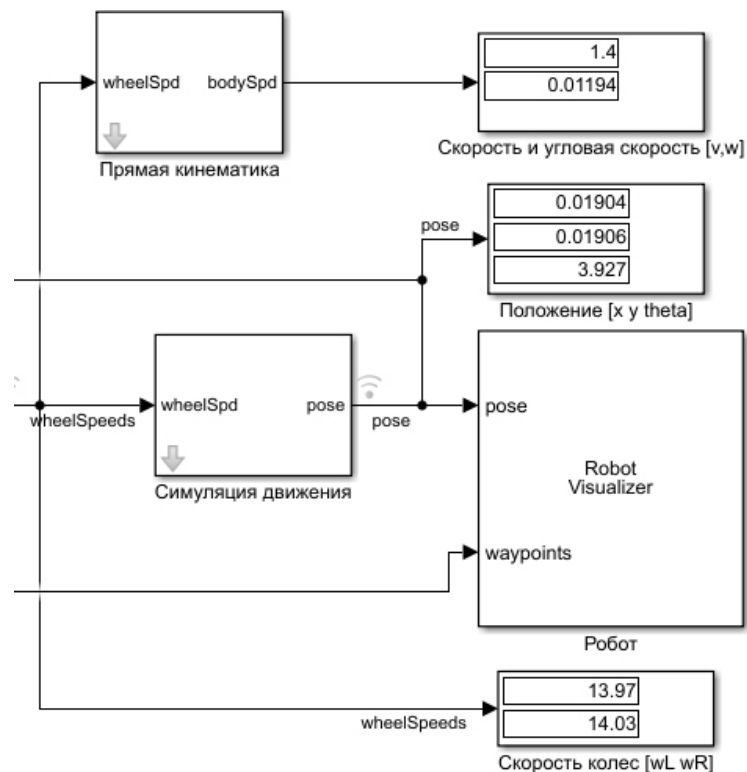 wheelSpd bodySpd
Прямая кинематика
1.4
0.01194
Скорость и угловая скорость [v,w]
pose
0.01904
0.01906
3.927
Положение [x y theta]
wheelSpeeds
wheelSpd pose
Симуляция движения
pose
pose
Robot
Visualizer
waypoints
Робот
wheelSpeeds
13.97
14.03
Скорость колес [wL wR]